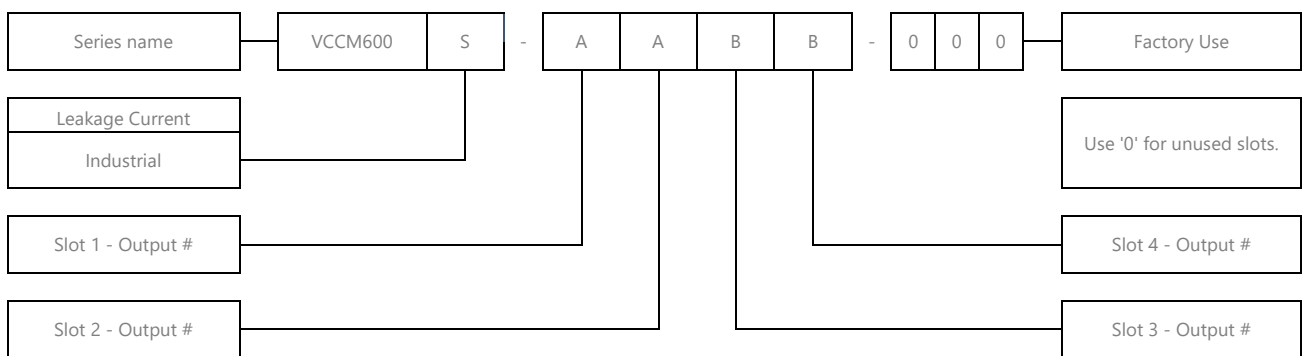 Series name VCCM600 S - A A B B - 0 0 0 Factory Use
Leakage Current
Industrial
Use '0' for unused slots.
Slot 1 - Output #
Slot 4 - Output #
Slot 2 - Output #
Slot 3 - Output #